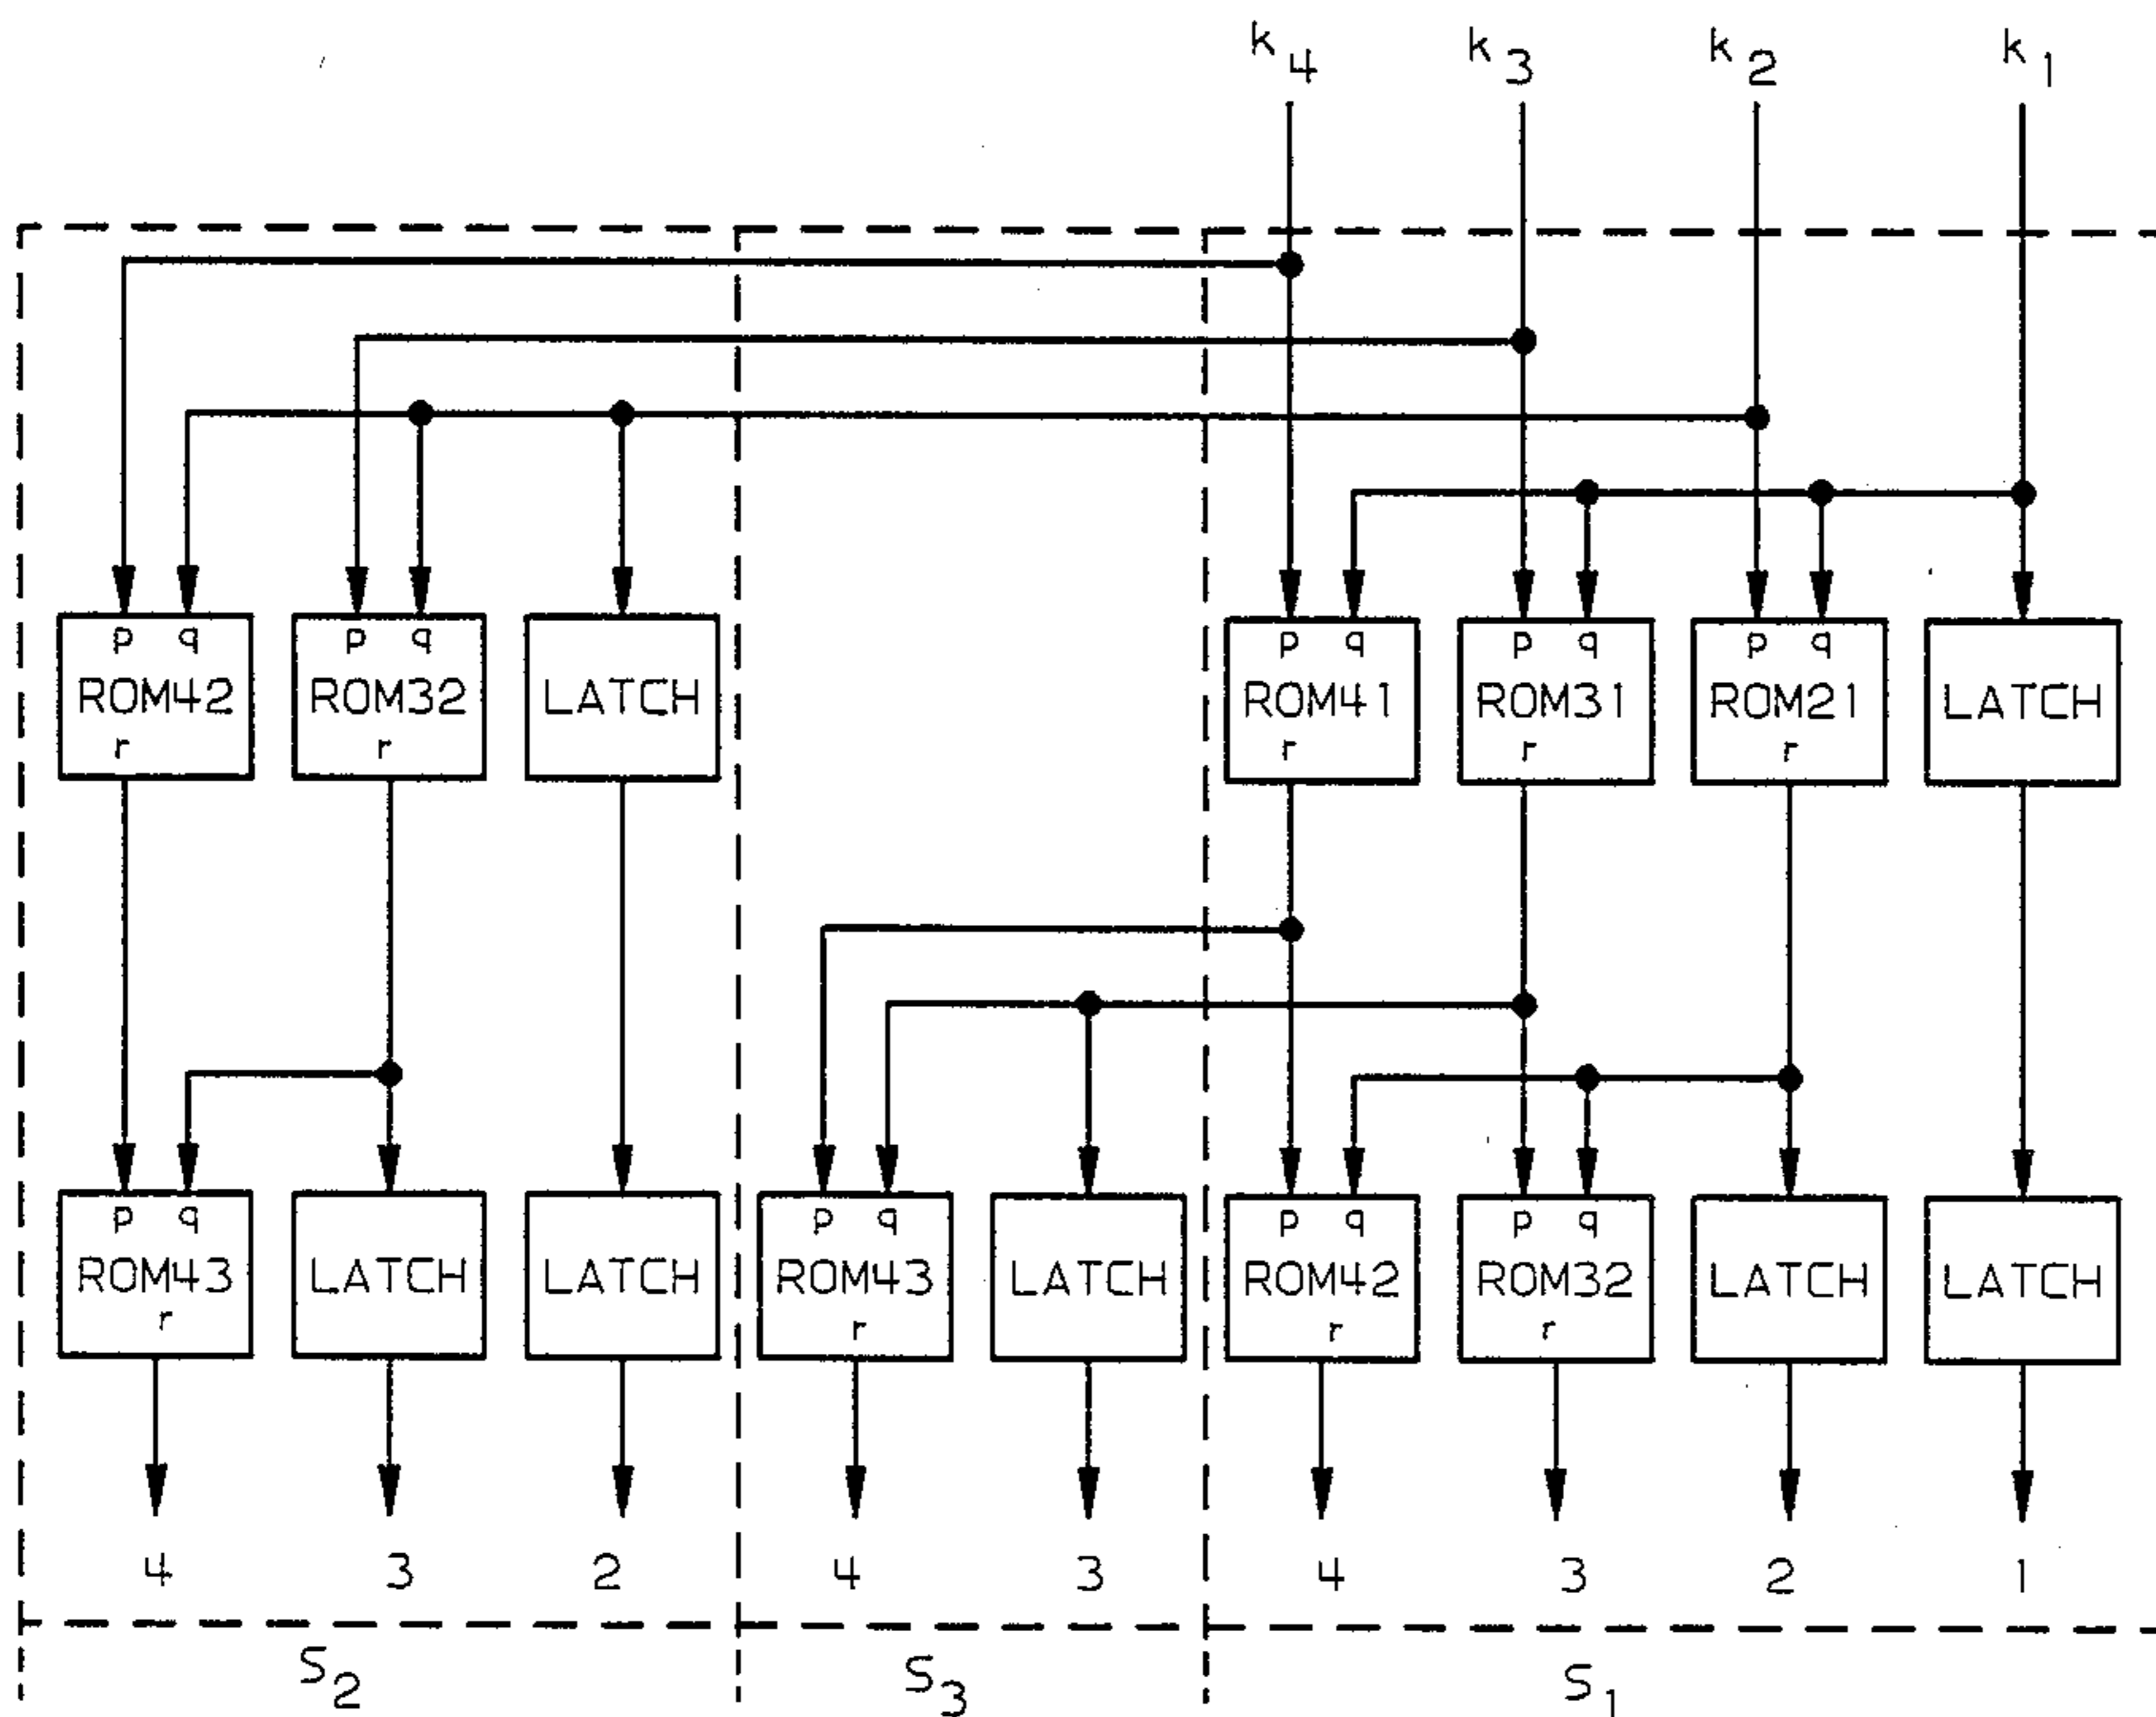 k4 k3 k2 k1
p q p q p q p q p q
ROM42 ROM32 LATCH ROM41 ROM31 ROM21 LATCH
r r r r r
p q p q p q p q
ROM43 LATCH LATCH ROM43 LATCH ROM42 ROM32 LATCH LATCH
r r r r
4 3 2 4 3 4 3 2 1
S2 S3 S1